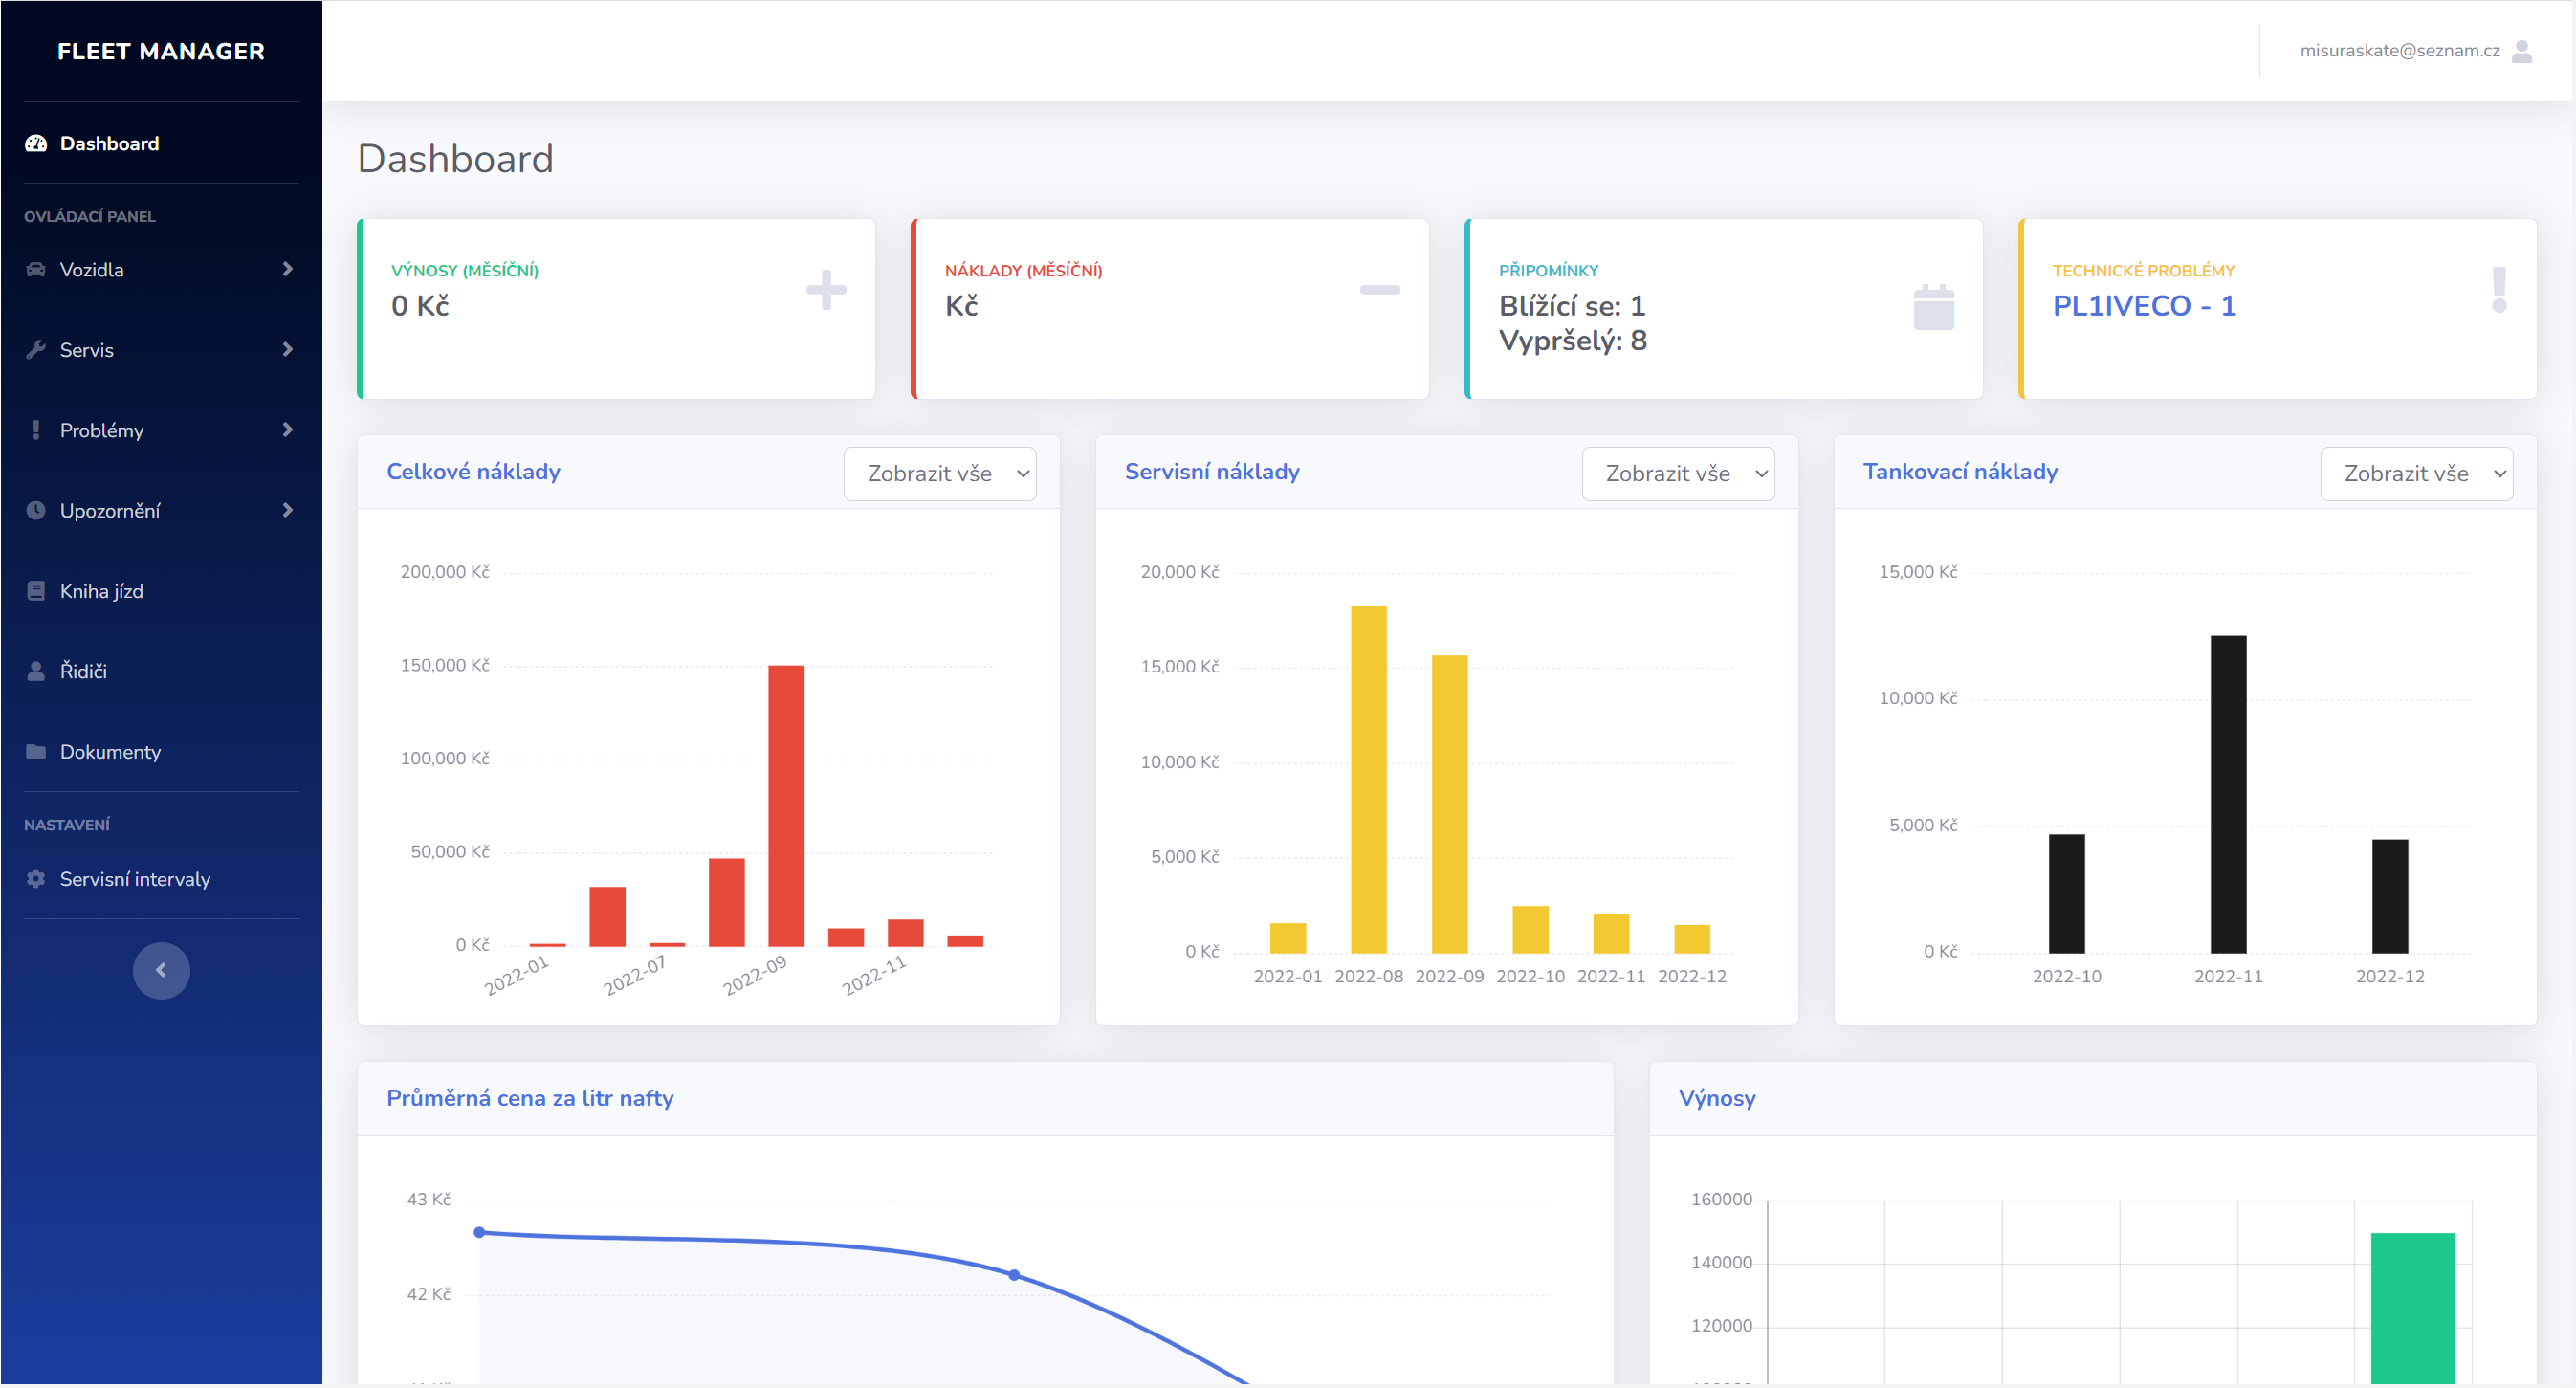 FLEET MANAGER
misuraskate@seznam.cz
Dashboard
OVLÁDACÍ PANEL
Vozidla
Servis
Problémy
Upozornění
Kniha jízd
Řidiči
Dokumenty
NASTAVENÍ
Servisní intervaly
Dashboard
VÝNOSY (MĚSÍČNÍ)
0 Kč
NÁKLADY (MĚSÍČNÍ)
Kč
PŘIPOMÍNKY
Blížící se: 1
Vypršelý: 8
TECHNICKÉ PROBLÉMY
PL1IVECO - 1
Celkové náklady
Zobrazit vše
200,000 Kč
150,000 Kč
100,000 Kč
50,000 Kč
0 Kč
2022-01
2022-07
2022-09
2022-11
Servisní náklady
Zobrazit vše
20,000 Kč
15,000 Kč
10,000 Kč
5,000 Kč
0 Kč
2022-01 2022-08 2022-09 2022-10 2022-11 2022-12
Tankovací náklady
Zobrazit vše
15,000 Kč
10,000 Kč
5,000 Kč
0 Kč
2022-10 2022-11 2022-12
Průměrná cena za litr nafty
43 Kč
42 Kč
Výnosy
160000
140000
120000